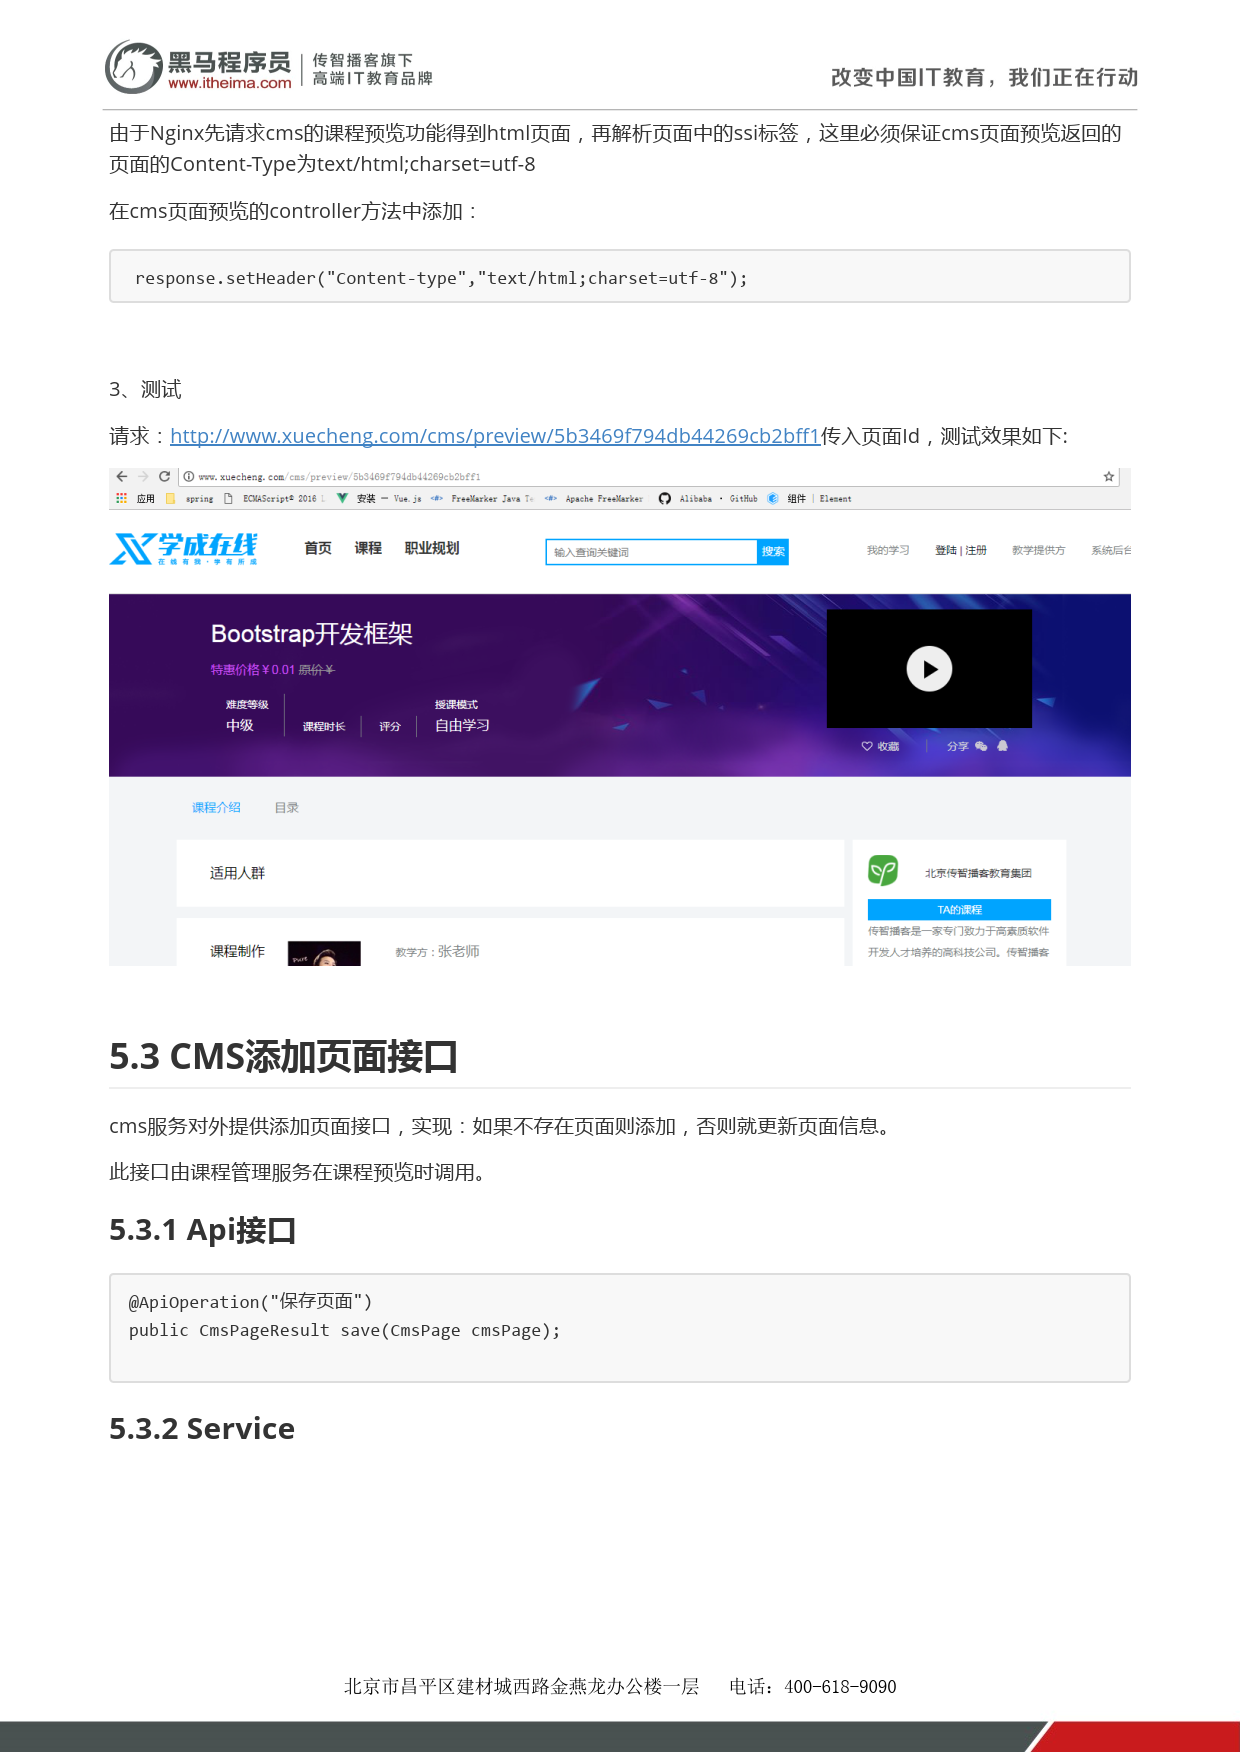 黑马程序员
www.itheima.com
传智播客旗下
高端IT教育品牌
改变中国IT教育，我们正在行动
由于Nginx先请求cms的课程预览功能得到html页面，再解析页面中的ssi标签，这里必须保证cms页面预览返回的
页面的Content-Type为text/html;charset=utf-8
在cms页面预览的controller方法中添加：
response.setHeader("Content-type","text/html;charset=utf-8");
3、测试
请求：http://www.xuecheng.com/cms/preview/5b3469f794db44269cb2bff1传入页面Id，测试效果如下:
www.xuecheng.com/cms/preview/5b3469f794db44269cb2bff1
应用 spring ECMAScript® 2016 L 安装 — Vue.js FreeMarker Java Te Apache FreeMarker Alibaba · GitHub 组件 | Element
学成在线
在线有我·学有所成
首页 课程 职业规划 输入查询关键词 搜索 我的学习 登陆 | 注册 教学提供方 系统后台
Bootstrap开发框架
特惠价格￥0.01 原价￥
难度等级 授课模式
中级 课程时长 评分 自由学习
收藏 分享
课程介绍 目录
适用人群
北京传智播客教育集团
TA的课程
传智播客是一家专门致力于高素质软件
开发人才培养的高科技公司。传智播客
课程制作 Pure 教学方：张老师
5.3 CMS添加页面接口
cms服务对外提供添加页面接口，实现：如果不存在页面则添加，否则就更新页面信息。
此接口由课程管理服务在课程预览时调用。
5.3.1 Api接口
@ApiOperation("保存页面")
public CmsPageResult save(CmsPage cmsPage);
5.3.2 Service
北京市昌平区建材城西路金燕龙办公楼一层 电话：400-618-9090